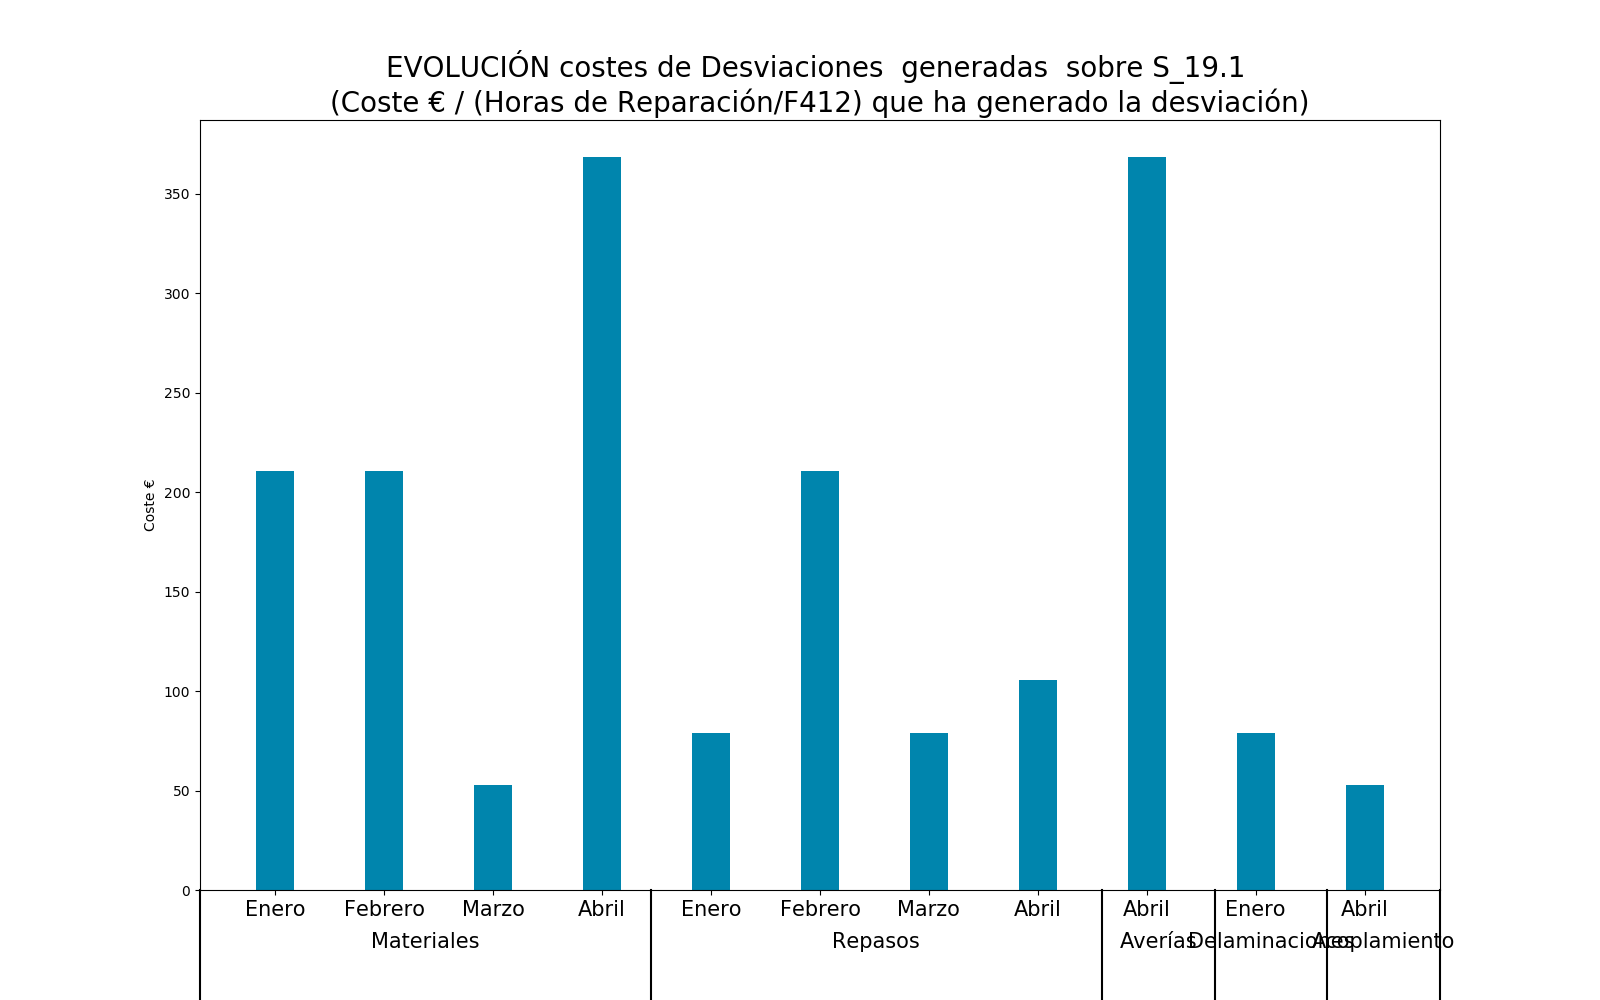 EVOLUCIÓN costes de Desviaciones  generadas  sobre S_19.1
(Coste € / (Horas de Reparación/F412) que ha generado la desviación)
Coste €
350
300
250
200
150
100
50
0
Enero Febrero Marzo Abril Enero Febrero Marzo Abril Abril Enero Abril
Materiales Repasos Averías Delaminaciones Acoplamiento